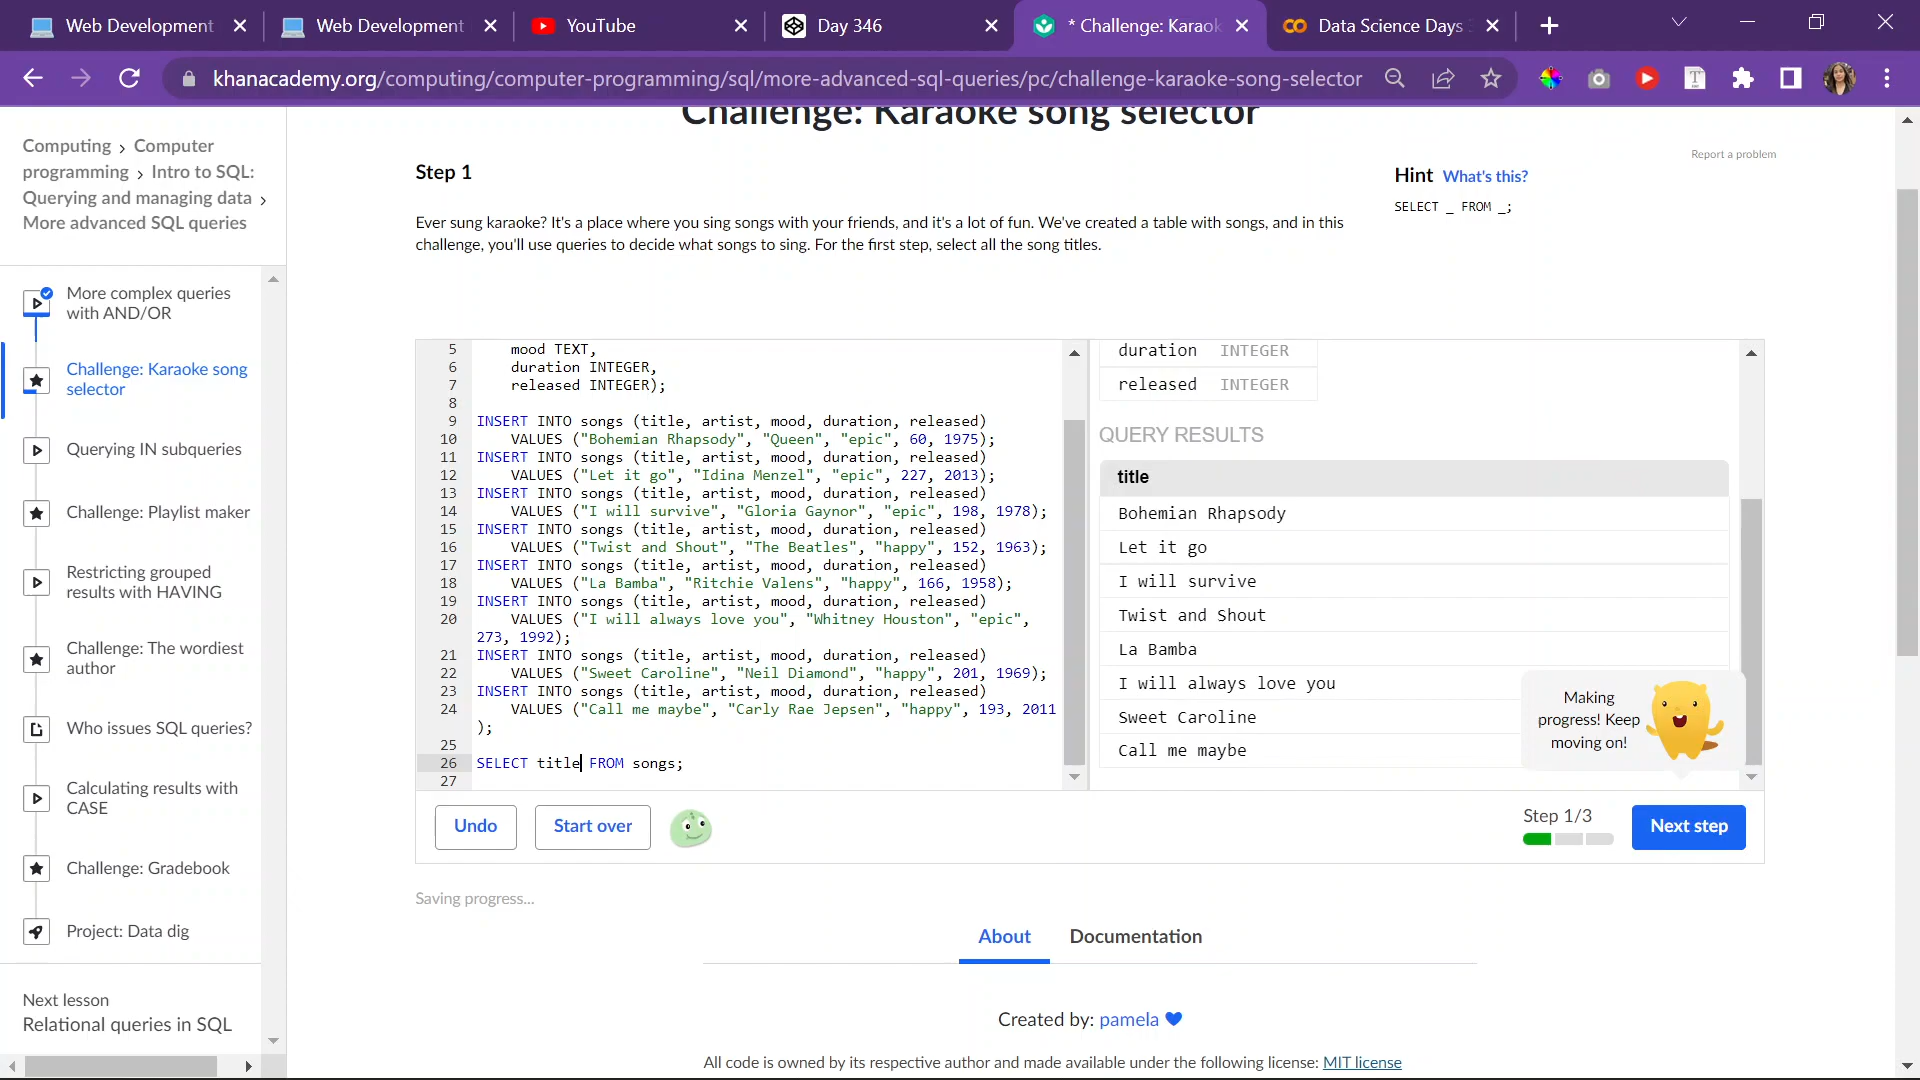 Web Development
Web Development
YouTube
Day 346
* Challenge: Karaok
Data Science Days
khanacademy.org/computing/computer-programming/sql/more-advanced-sql-queries/pc/challenge-karaoke-song-selector
Computing > Computer
programming > Intro to SQL:
Querying and managing data >
More advanced SQL queries
More complex queries
with AND/OR
Challenge: Karaoke song
selector
Querying IN subqueries
Challenge: Playlist maker
Restricting grouped
results with HAVING
Challenge: The wordiest
author
Who issues SQL queries?
Calculating results with
CASE
Challenge: Gradebook
Project: Data dig
Next lesson
Relational queries in SQL
Challenge: Karaoke song selector
Report a problem
Step 1
Ever sung karaoke? It's a place where you sing songs with your friends, and it's a lot of fun. We've created a table with songs, and in this
challenge, you'll use queries to decide what songs to sing. For the first step, select all the song titles.
Hint What's this?
SELECT _ FROM _;
5 mood TEXT,
6 duration INTEGER,
7 released INTEGER);
8
9 INSERT INTO songs (title, artist, mood, duration, released)
10 VALUES ("Bohemian Rhapsody", "Queen", "epic", 60, 1975);
11 INSERT INTO songs (title, artist, mood, duration, released)
12 VALUES ("Let it go", "Idina Menzel", "epic", 227, 2013);
13 INSERT INTO songs (title, artist, mood, duration, released)
14 VALUES ("I will survive", "Gloria Gaynor", "epic", 198, 1978);
15 INSERT INTO songs (title, artist, mood, duration, released)
16 VALUES ("Twist and Shout", "The Beatles", "happy", 152, 1963);
17 INSERT INTO songs (title, artist, mood, duration, released)
18 VALUES ("La Bamba", "Ritchie Valens", "happy", 166, 1958);
19 INSERT INTO songs (title, artist, mood, duration, released)
20 VALUES ("I will always love you", "Whitney Houston", "epic",
273, 1992);
21 INSERT INTO songs (title, artist, mood, duration, released)
22 VALUES ("Sweet Caroline", "Neil Diamond", "happy", 201, 1969);
23 INSERT INTO songs (title, artist, mood, duration, released)
24 VALUES ("Call me maybe", "Carly Rae Jepsen", "happy", 193, 2011
);
25
26 SELECT title FROM songs;
27
duration INTEGER
released INTEGER
QUERY RESULTS
title
Bohemian Rhapsody
Let it go
I will survive
Twist and Shout
La Bamba
I will always love you
Sweet Caroline
Call me maybe
Making
progress! Keep
moving on!
Undo
Start over
Step 1/3
Next step
Saving progress...
About
Documentation
Created by: pamela
All code is owned by its respective author and made available under the following license: MIT license